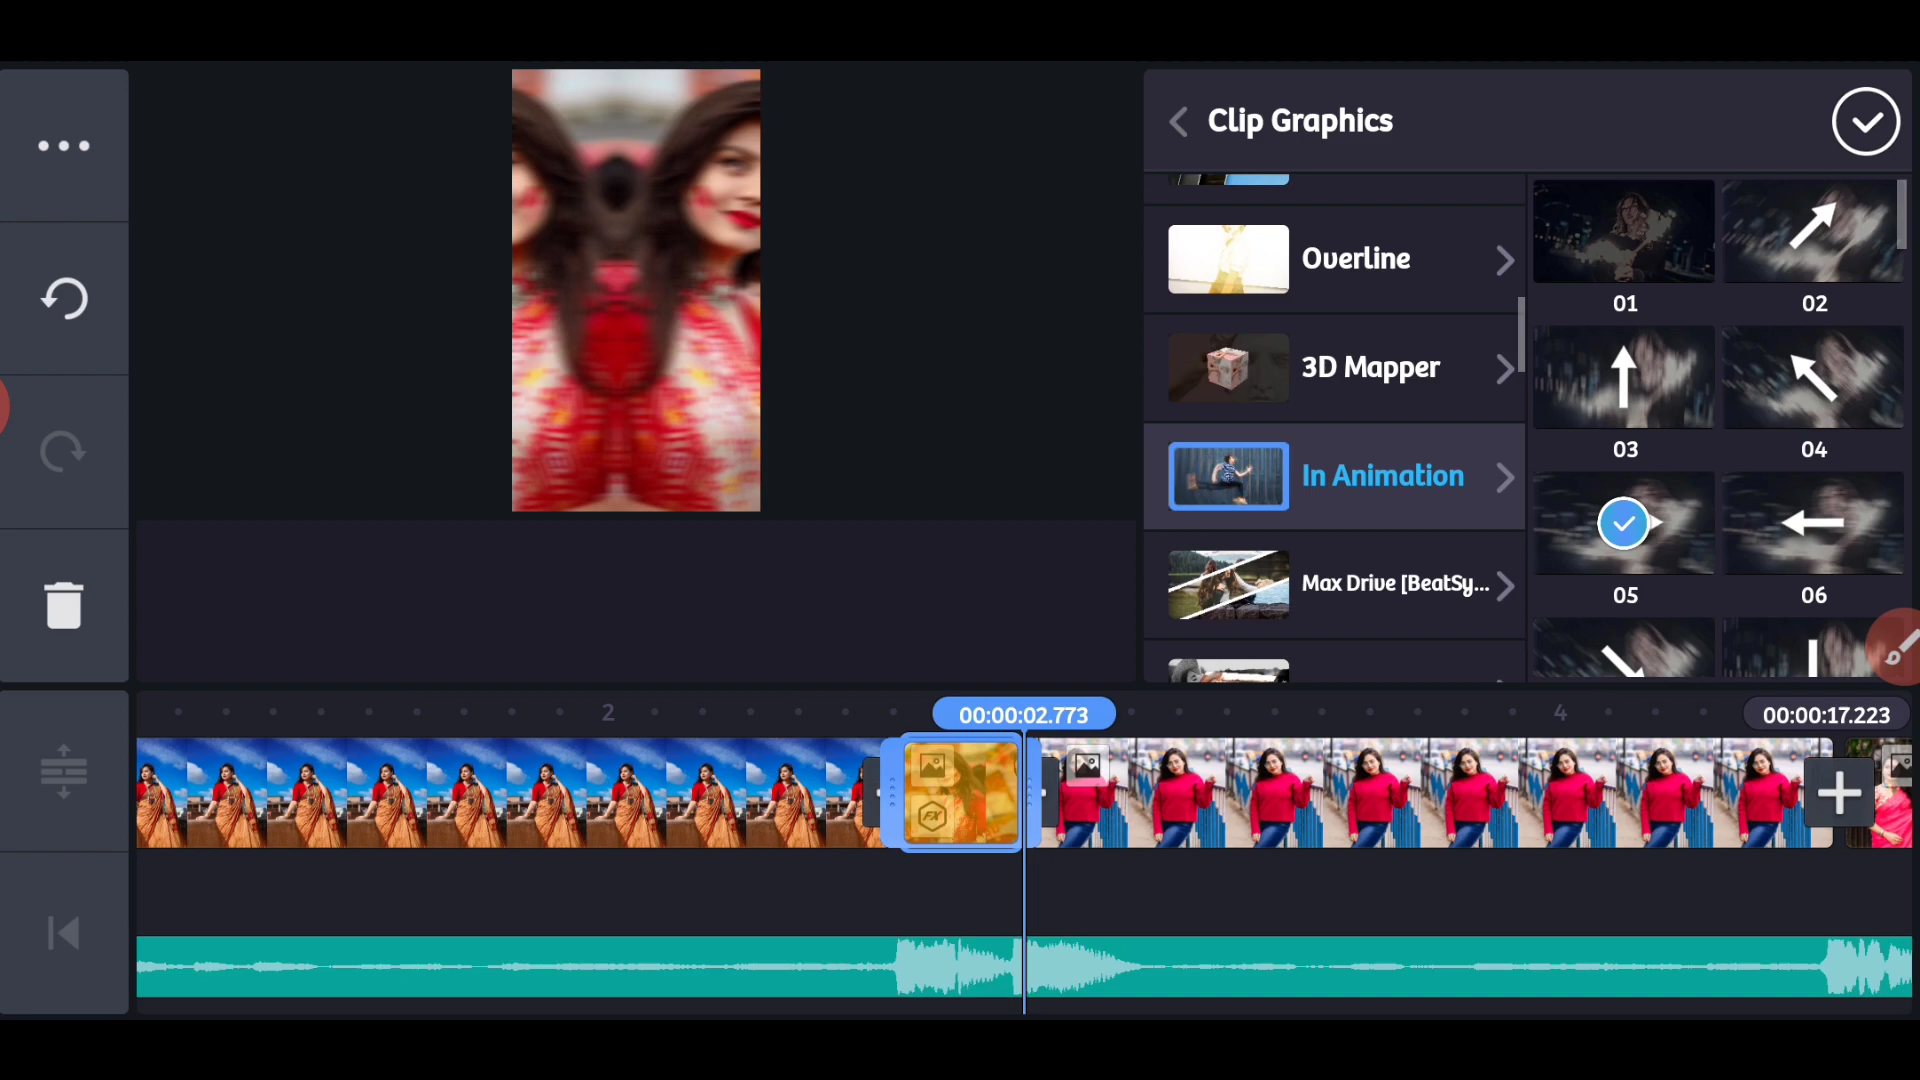 Clip Graphics
Overline
3D Mapper
In Animation
Max Drive [BeatSy...
01
02
03
04
05
06
2
00:00:02.773
4
00:00:17.223
FX